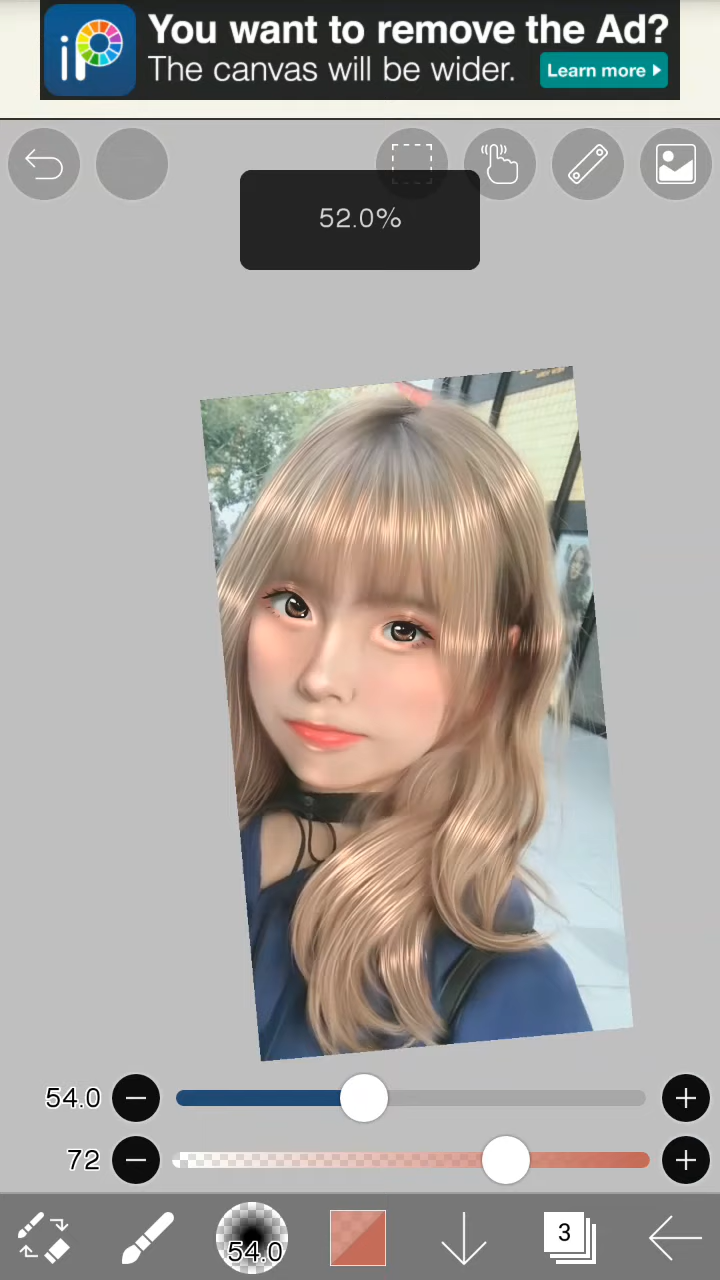 iP
You want to remove the Ad?
The canvas will be wider.
Learn more
52.0%
54.0
72
54.0
3